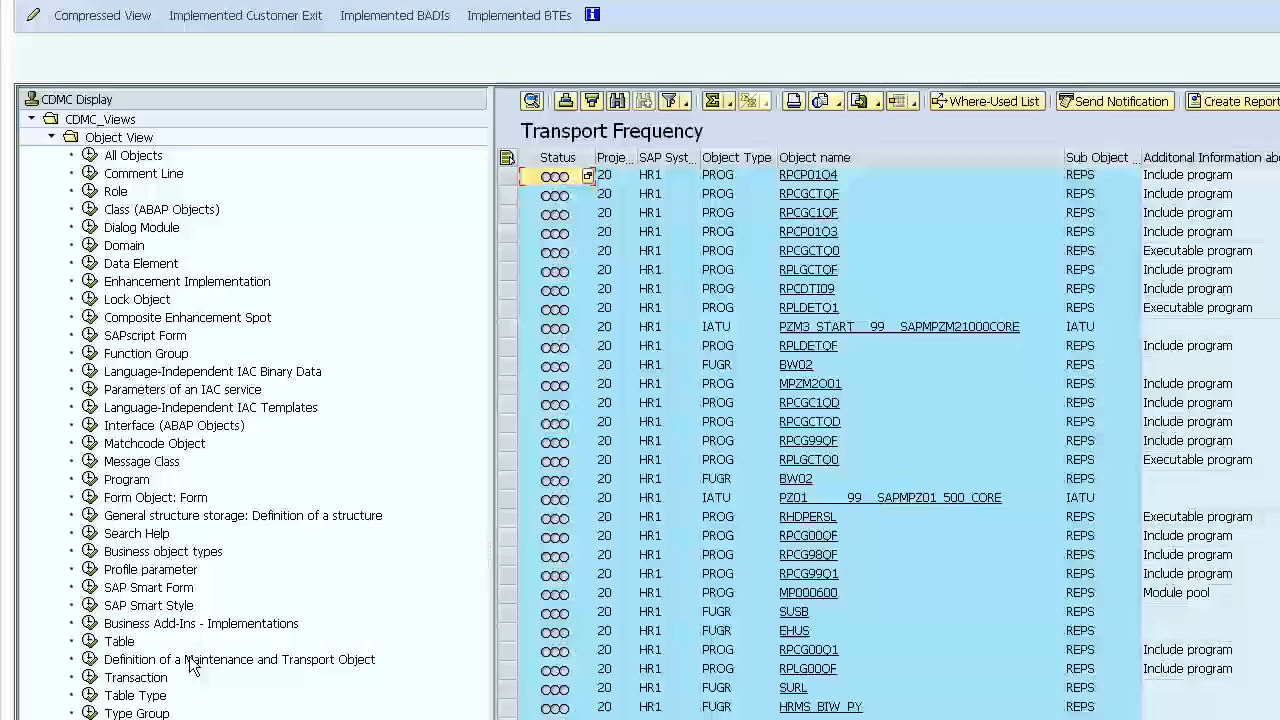 Compressed View Implemented Customer Exit Implemented BADIs Implemented BTEs
CDMC Display
CDMC_Views
Object View
All Objects
Comment Line
Role
Class (ABAP Objects)
Dialog Module
Domain
Data Element
Enhancement Implementation
Lock Object
Composite Enhancement Spot
SAPscript Form
Function Group
Language-Independent IAC Binary Data
Parameters of an IAC service
Language-Independent IAC Templates
Interface (ABAP Objects)
Matchcode Object
Message Class
Program
Form Object: Form
General structure storage: Definition of a structure
Search Help
Business object types
Profile parameter
SAP Smart Form
SAP Smart Style
Business Add-Ins - Implementations
Table
Definition of a Maintenance and Transport Object
Transaction
Table Type
Type Group
Where-Used List Send Notification Create Report
Transport Frequency
Status Proje... SAP Syst... Object Type Object name Sub Object ... Additonal Information ab
20 HR1 PROG RPCP01Q4 REPS Include program
20 HR1 PROG RPCGCTQF REPS Include program
20 HR1 PROG RPCGC1QF REPS Include program
20 HR1 PROG RPCP01O3 REPS Include program
20 HR1 PROG RPCGCTQ0 REPS Executable program
20 HR1 PROG RPLGCTQF REPS Include program
20 HR1 PROG RPCDTI09 REPS Include program
20 HR1 PROG RPLDETQ1 REPS Executable program
20 HR1 IATU PZM3_START__99__SAPMPZM21000CORE IATU
20 HR1 PROG RPLDETQF REPS Include program
20 HR1 FUGR BW02 REPS
20 HR1 PROG MPZM2O01 REPS Include program
20 HR1 PROG RPCGC1QD REPS Include program
20 HR1 PROG RPCGCTQD REPS Include program
20 HR1 PROG RPCG99QF REPS Include program
20 HR1 PROG RPLGCTQ0 REPS Executable program
20 HR1 FUGR BW02 REPS
20 HR1 IATU PZ01______99__SAPMPZ01_500_CORE IATU
20 HR1 PROG RHDPERSL REPS Executable program
20 HR1 PROG RPCG00QF REPS Include program
20 HR1 PROG RPCG98QF REPS Include program
20 HR1 PROG RPCG99Q1 REPS Include program
20 HR1 PROG MP000600 REPS Module pool
20 HR1 FUGR SUSB REPS
20 HR1 FUGR EHUS REPS
20 HR1 PROG RPCG00Q1 REPS Include program
20 HR1 PROG RPLG00QF REPS Include program
20 HR1 FUGR SURL REPS
20 HR1 FUGR HRMS_BIW_PY REPS